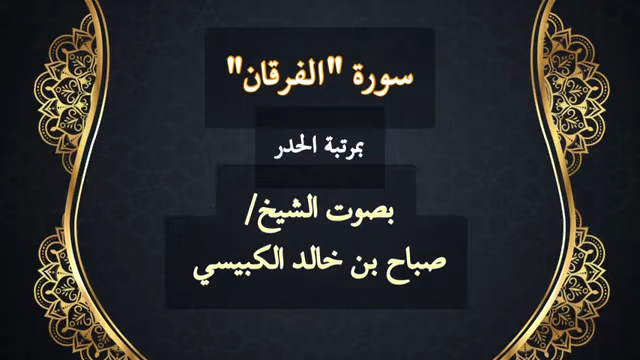 سورة "الفرقان"
بمرتبة الحدر
بصوت الشيخ/
صباح بن خالد الكبيسي